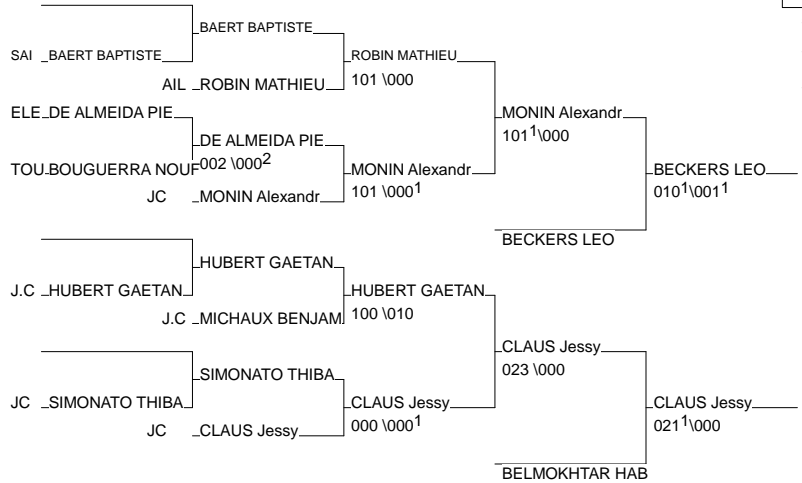 BAERT BAPTISTE
SAI BAERT BAPTISTE
ROBIN MATHIEU
AIL ROBIN MATHIEU
101 \000
ELE DE ALMEIDA PIE
MONIN Alexandr
101¹\000
DE ALMEIDA PIE
002 \000²
TOU BOUGUERRA NOUF
MONIN Alexandr
101 \000¹
BECKERS LEO
010¹\001¹
JC MONIN Alexandr
BECKERS LEO
HUBERT GAETAN
J.C HUBERT GAETAN
HUBERT GAETAN
100 \010
J.C MICHAUX BENJAM
CLAUS Jessy
023 \000
SIMONATO THIBA
JC SIMONATO THIBA
CLAUS Jessy
000 \000¹
CLAUS Jessy
021¹\000
JC CLAUS Jessy
BELMOKHTAR HAB